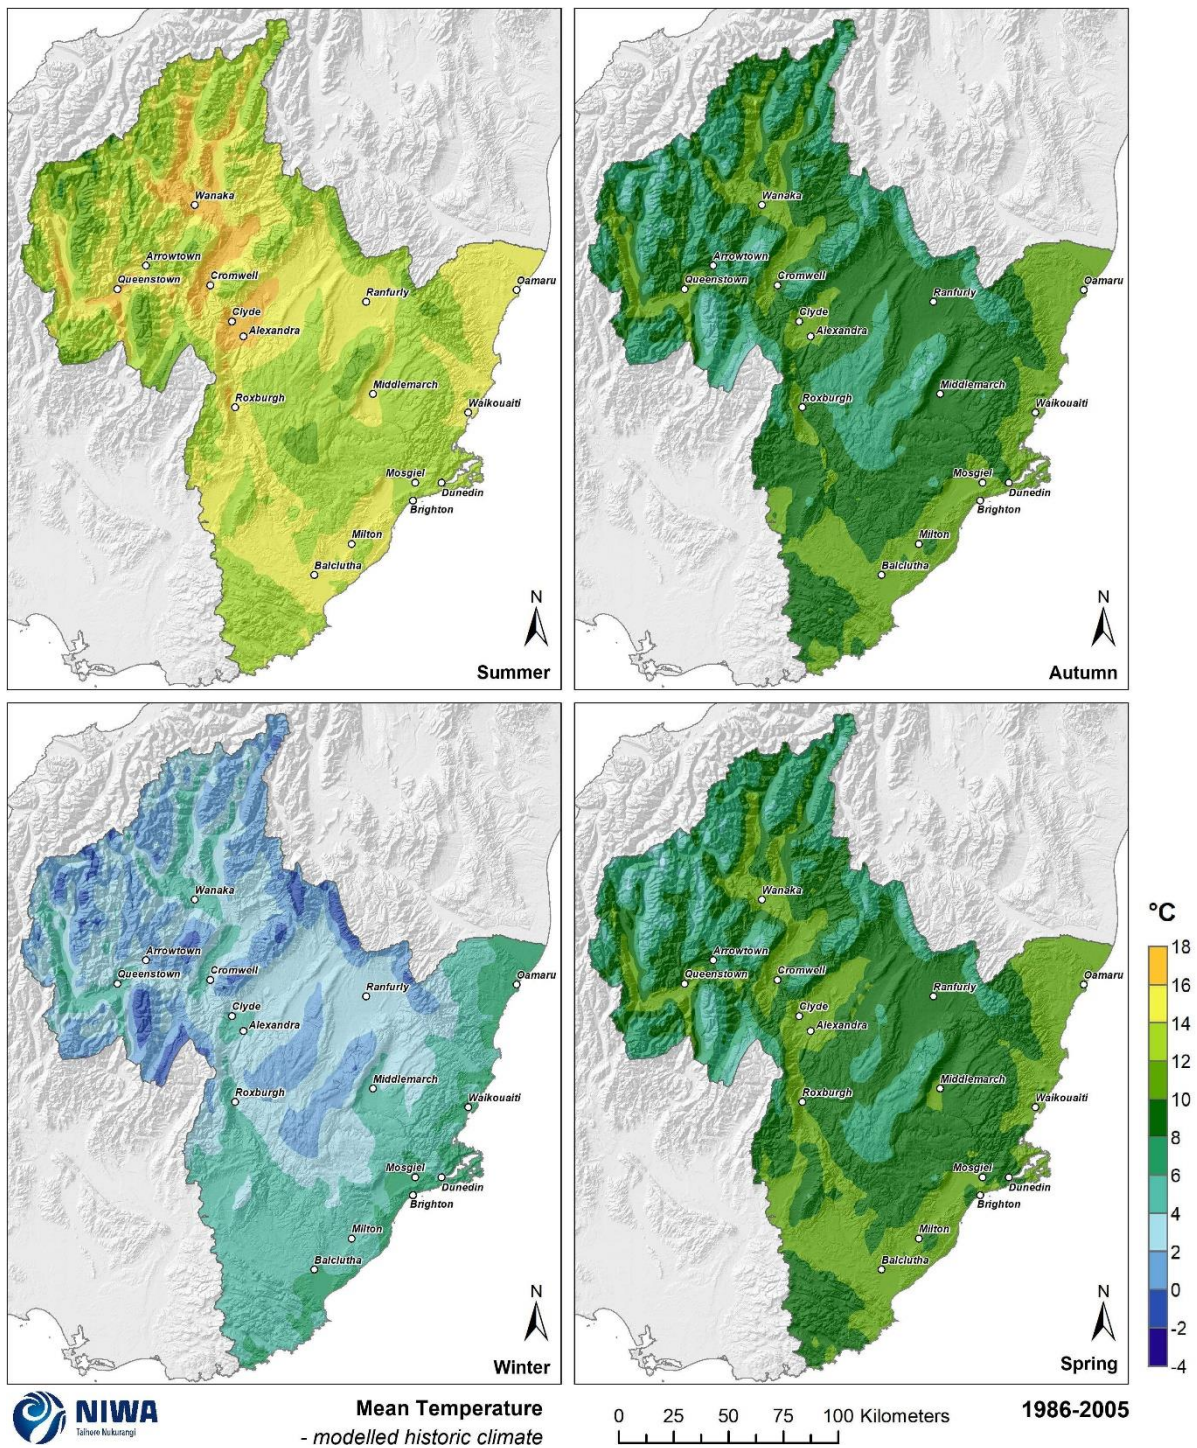 Wanaka
Arrowtown
Queenstown
Cromwell
Oamaru
Ranfurly
Clyde
Alexandra
Middlemarch
Roxburgh
Waikouaiti
Mosgiel
Dunedin
Brighton
Milton
Balclutha
N
Summer
Wanaka
Arrowtown
Queenstown
Cromwell
Oamaru
Ranfurly
Clyde
Alexandra
Middlemarch
Roxburgh
Waikouaiti
Mosgiel
Dunedin
Brighton
Milton
Balclutha
N
Autumn
Wanaka
Arrowtown
Queenstown
Cromwell
Oamaru
Ranfurly
Clyde
Alexandra
Middlemarch
Roxburgh
Waikouaiti
Mosgiel
Dunedin
Brighton
Milton
Balclutha
N
Winter
Wanaka
Arrowtown
Queenstown
Cromwell
Oamaru
Ranfurly
Clyde
Alexandra
Middlemarch
Roxburgh
Waikouaiti
Mosgiel
Dunedin
Brighton
Milton
Balclutha
N
Spring
°C
18
16
14
12
10
8
6
4
2
0
-2
-4
NIWA
Taihoro Nukurangi
Mean Temperature
- modelled historic climate
0 25 50 75 100 Kilometers
1986-2005